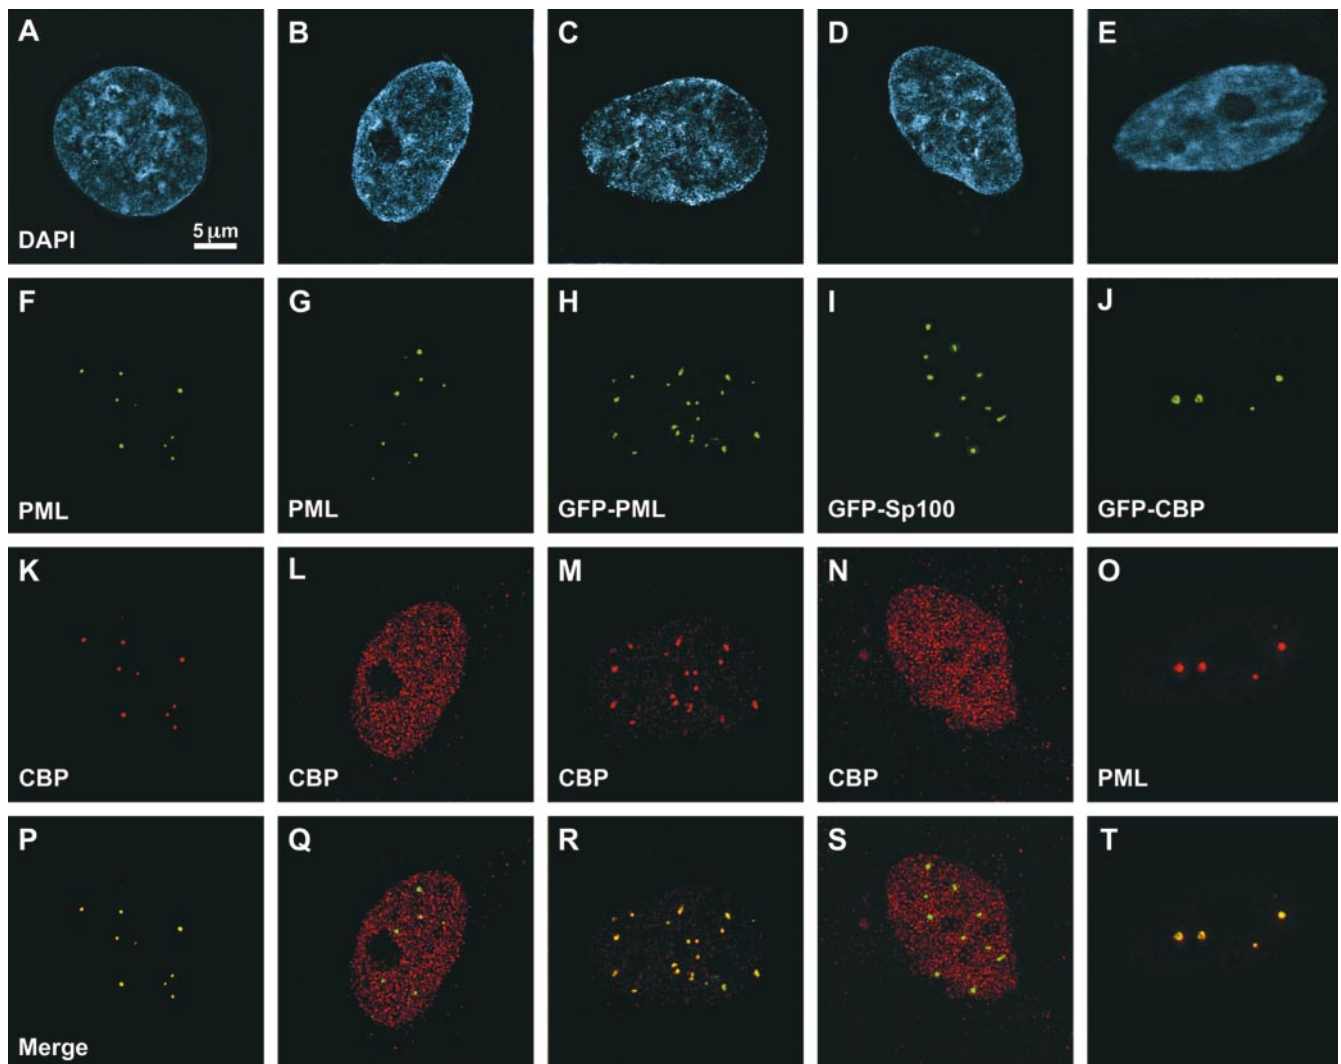 A B C D E
DAPI 5 µm
F G H I J
PML PML GFP-PML GFP-Sp100 GFP-CBP
K L M N O
CBP CBP CBP CBP PML
P Q R S T
Merge